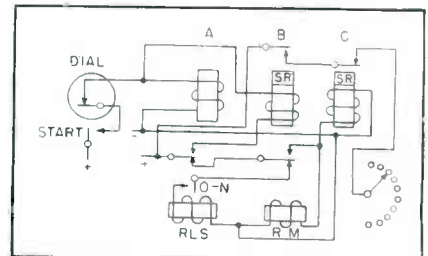 A B C
DIAL
SR SR
START
-
+ +
O-N
RLS RM